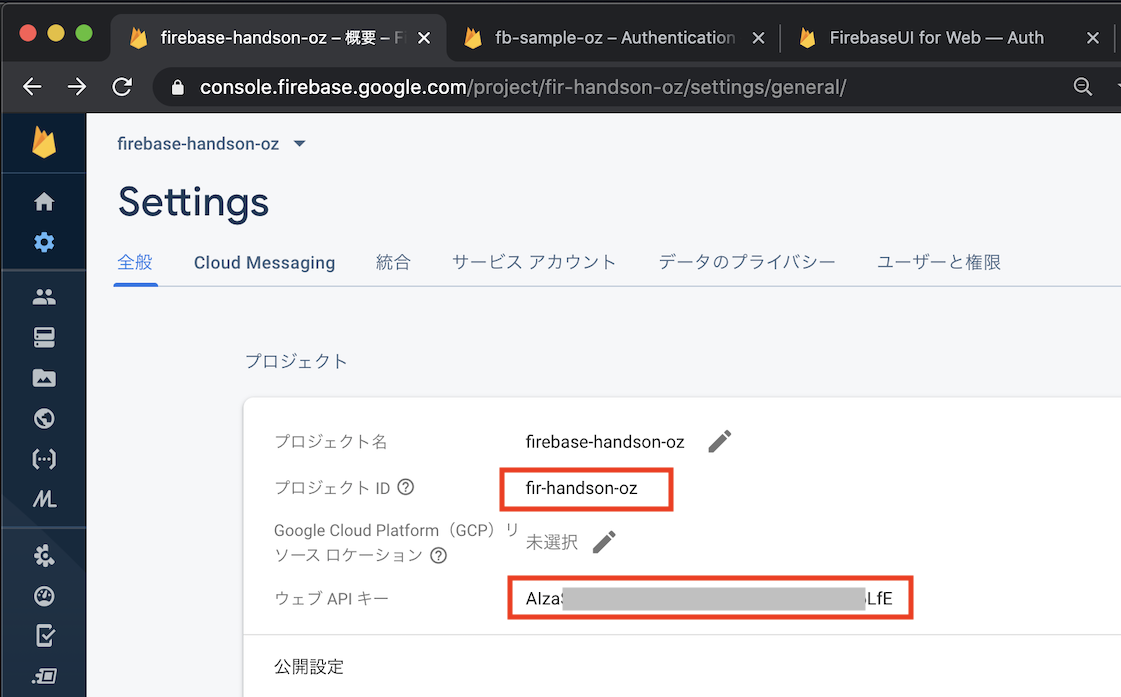 firebase-handson-oz – 概要 – Fi
fb-sample-oz – Authentication
FirebaseUI for Web — Auth
console.firebase.google.com/project/fir-handson-oz/settings/general/
firebase-handson-oz
Settings
全般
Cloud Messaging
統合
サービス アカウント
データのプライバシー
ユーザーと権限
プロジェクト
プロジェクト名
firebase-handson-oz
プロジェクト ID
fir-handson-oz
Google Cloud Platform（GCP）リ
ソース ロケーション
未選択
ウェブ API キー
AIzaS LfE
公開設定